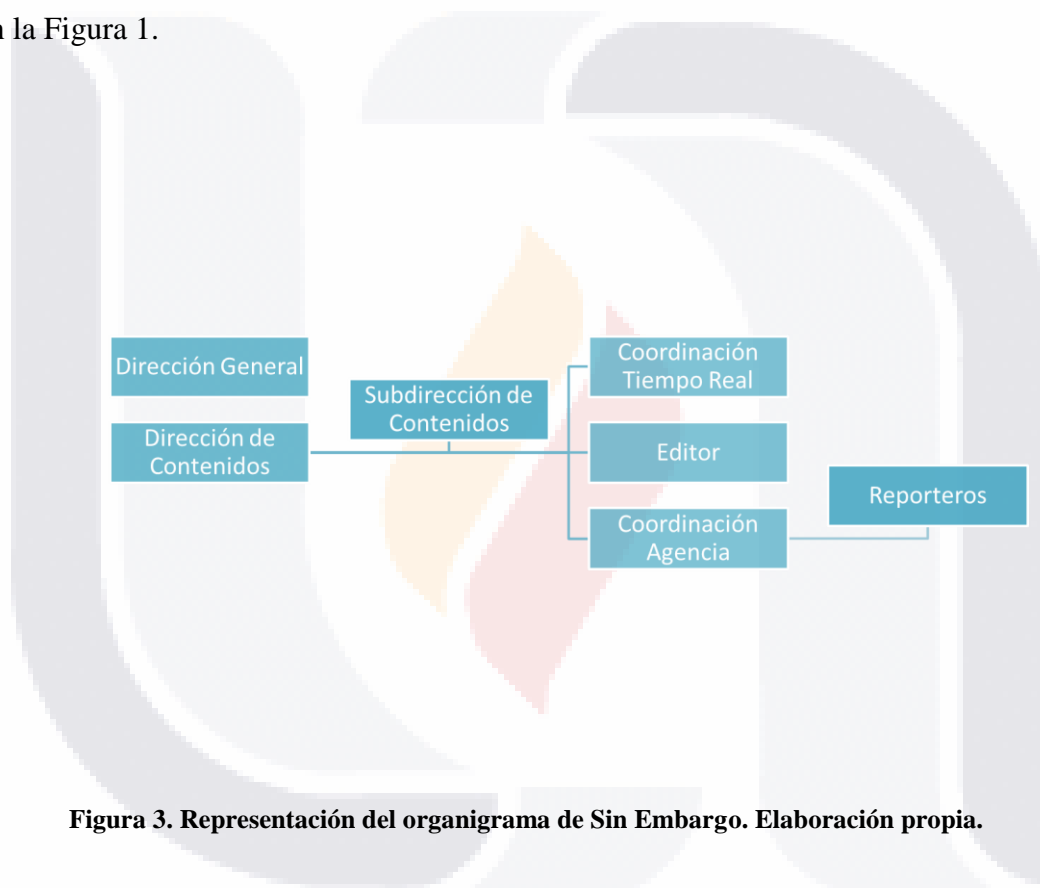 la Figura 1.
Dirección General
Dirección de
Contenidos
Subdirección de
Contenidos
Coordinación
Tiempo Real
Editor
Coordinación
Agencia
Reporteros
Figura 3. Representación del organigrama de Sin Embargo. Elaboración propia.